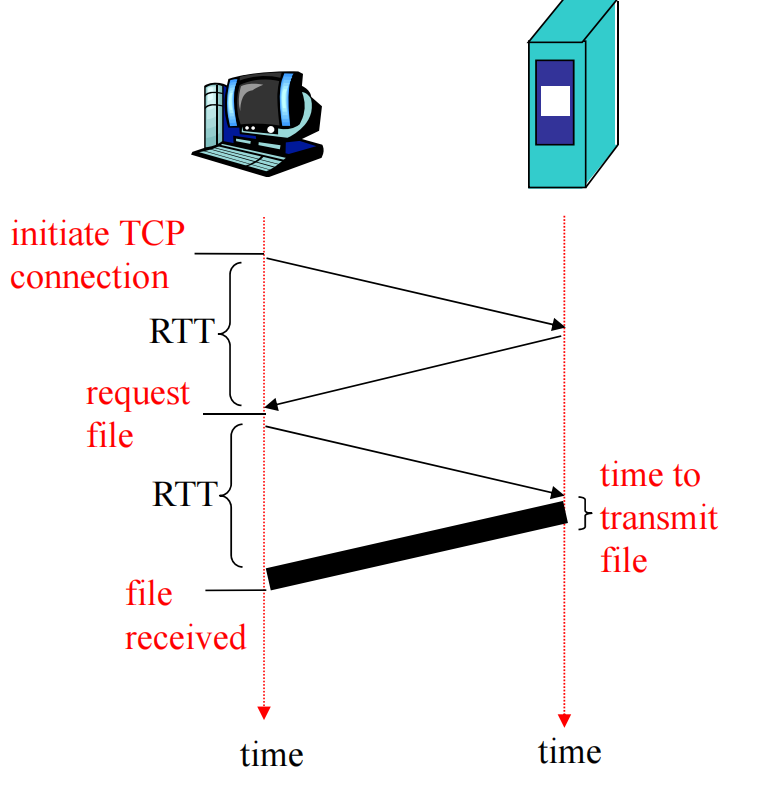 initiate TCP
connection
RTT
request
file
RTT
time to
transmit
file
file
received
time
time